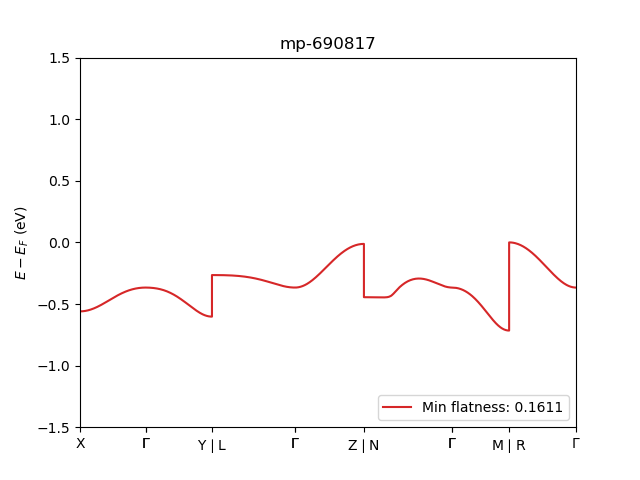 mp-690817
1.5
1.0
0.5
0.0
−0.5
−1.0
−1.5
E − E_F (eV)
Min flatness: 0.1611
X Γ Y | L Γ Z | N Γ M | R Γ